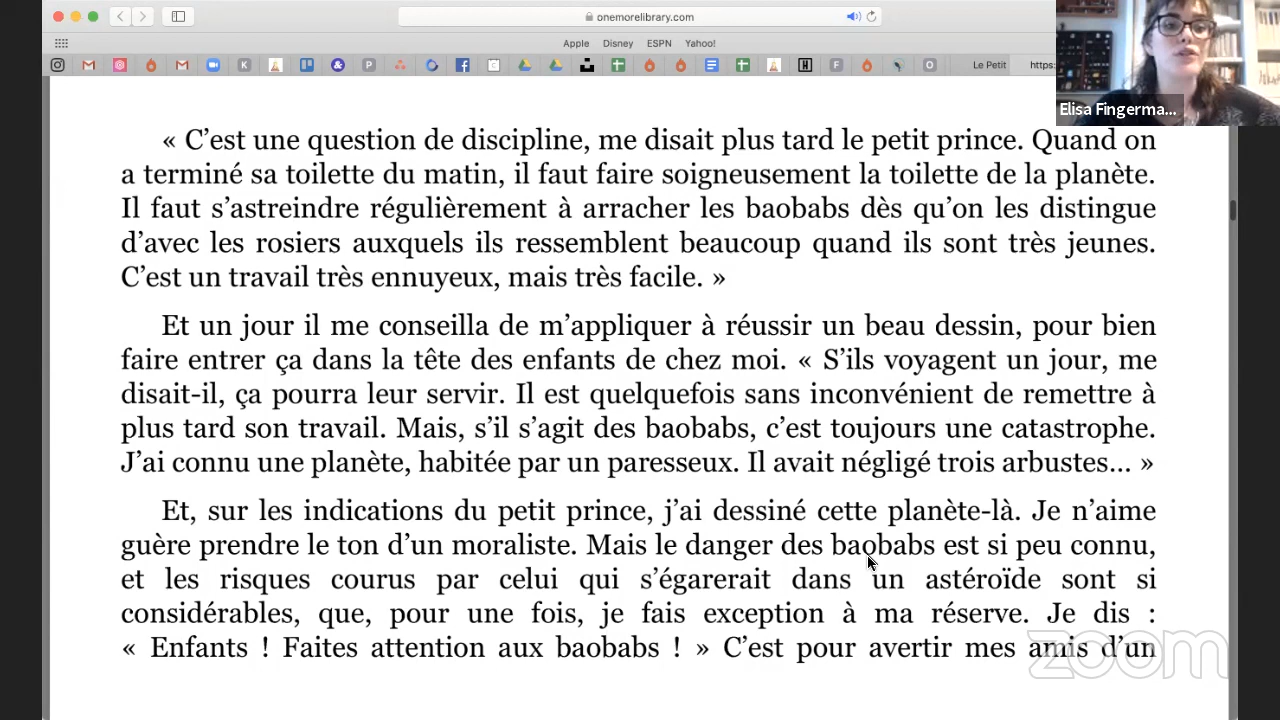 onemorelibrary.com
Apple Disney ESPN Yahoo!
Le Petit https:
Elisa Fingerma...
« C’est une question de discipline, me disait plus tard le petit prince. Quand on
a terminé sa toilette du matin, il faut faire soigneusement la toilette de la planète.
Il faut s’astreindre régulièrement à arracher les baobabs dès qu’on les distingue
d’avec les rosiers auxquels ils ressemblent beaucoup quand ils sont très jeunes.
C’est un travail très ennuyeux, mais très facile. »
Et un jour il me conseilla de m’appliquer à réussir un beau dessin, pour bien
faire entrer ça dans la tête des enfants de chez moi. « S’ils voyagent un jour, me
disait-il, ça pourra leur servir. Il est quelquefois sans inconvénient de remettre à
plus tard son travail. Mais, s’il s’agit des baobabs, c’est toujours une catastrophe.
J’ai connu une planète, habitée par un paresseux. Il avait négligé trois arbustes... »
Et, sur les indications du petit prince, j’ai dessiné cette planète-là. Je n’aime
guère prendre le ton d’un moraliste. Mais le danger des baobabs est si peu connu,
et les risques courus par celui qui s’égarerait dans un astéroïde sont si
considérables, que, pour une fois, je fais exception à ma réserve. Je dis :
« Enfants ! Faites attention aux baobabs ! » C’est pour avertir mes amis d’un
zoom